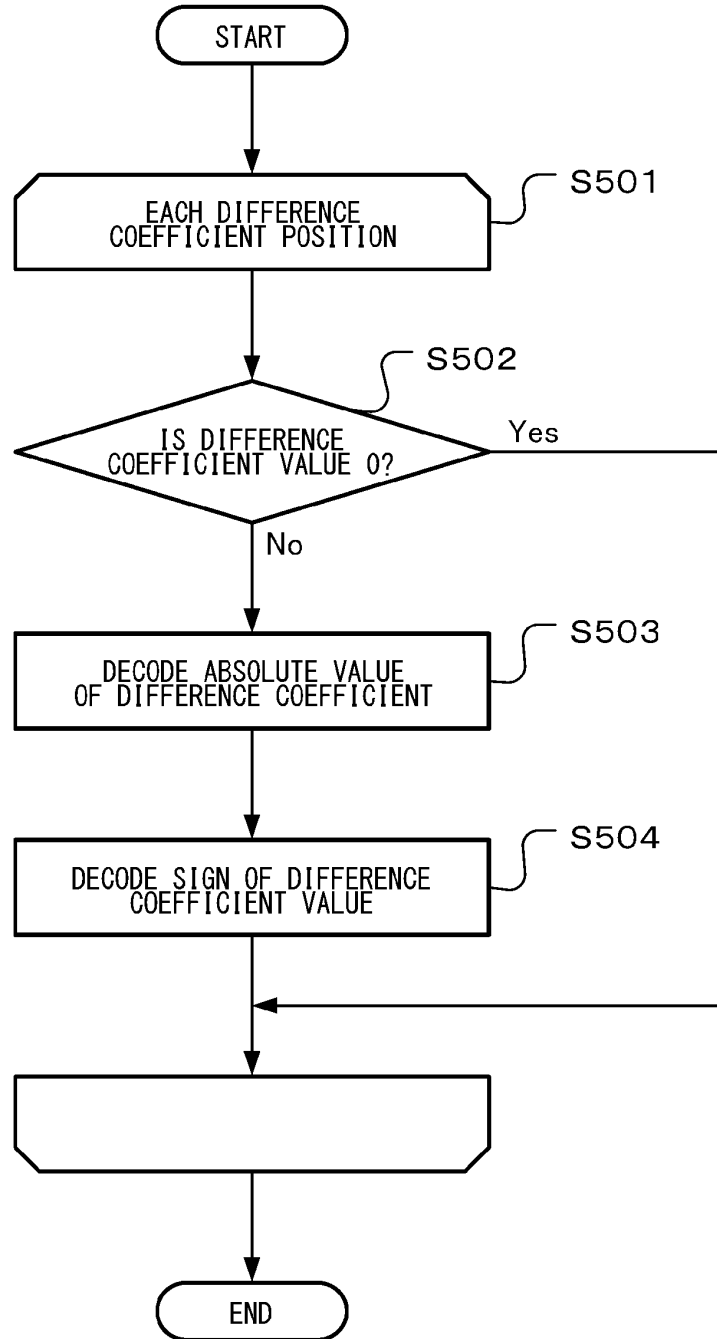 START
EACH DIFFERENCE
COEFFICIENT POSITION
S501
S502
IS DIFFERENCE
COEFFICIENT VALUE 0?
Yes
No
S503
DECODE ABSOLUTE VALUE
OF DIFFERENCE COEFFICIENT
S504
DECODE SIGN OF DIFFERENCE
COEFFICIENT VALUE
END